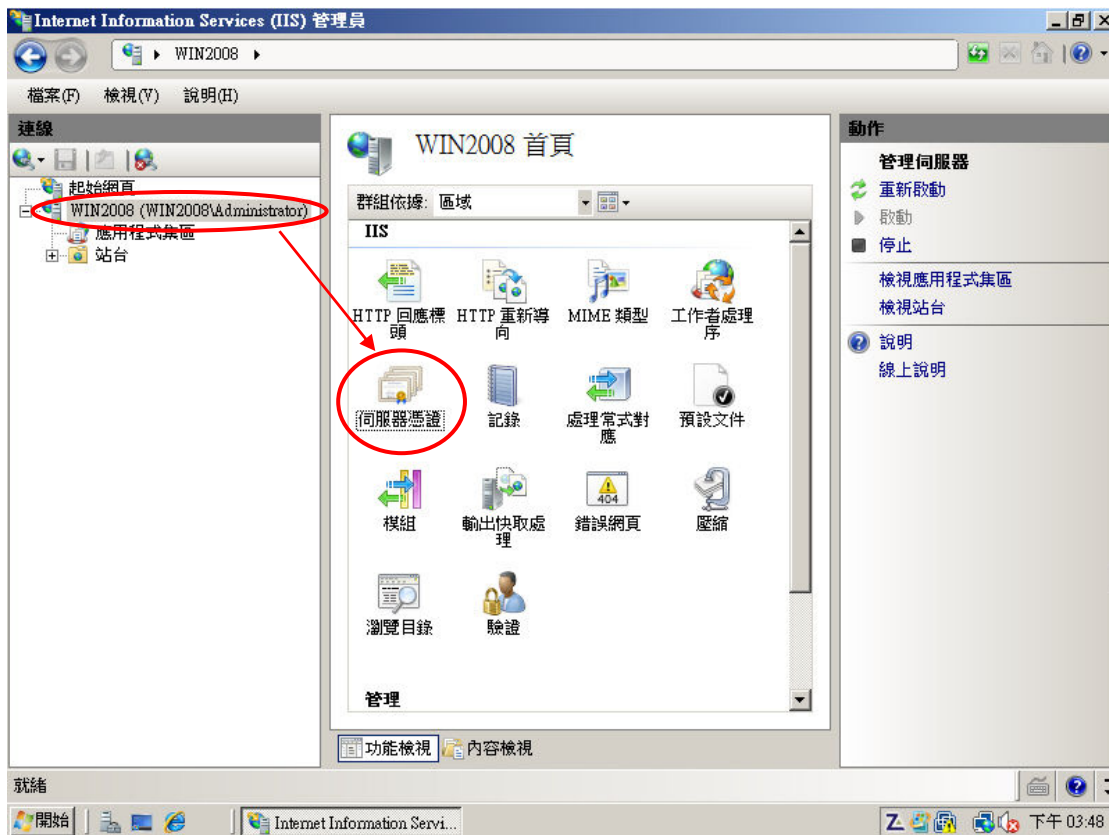 Internet Information Services (IIS) 管理員
WIN2008
檔案(F) 檢視(V) 說明(H)
連線
起始網頁
WIN2008 (WIN2008\Administrator)
應用程式集區
站台
WIN2008 首頁
群組依據: 區域
IIS
HTTP 回應標
頭
HTTP 重新導
向
MIME 類型
工作者處理
序
伺服器憑證
記錄
處理常式對
應
預設文件
模組
輸出快取處
理
404
錯誤網頁
壓縮
瀏覽目錄
驗證
管理
功能檢視 內容檢視
動作
管理伺服器
重新啟動
啟動
停止
檢視應用程式集區
檢視站台
說明
線上說明
就緒
開始 Internet Information Servi... 下午 03:48